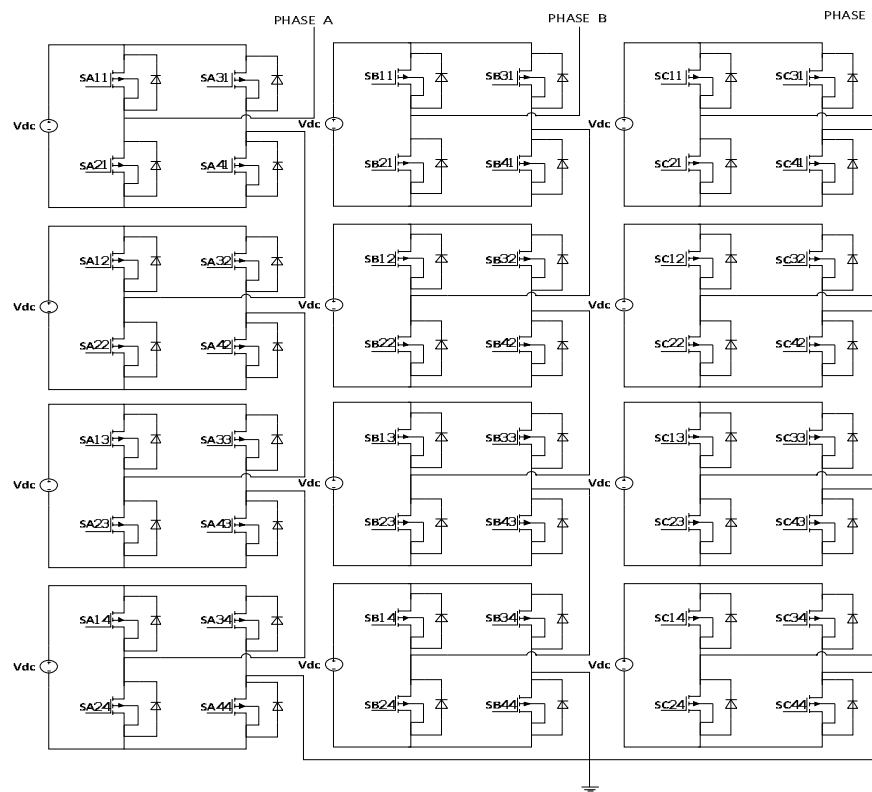 PHASE A PHASE B PHASE
SA11 SA31 SB11 SB31 SC11 SC31
Vdc Vdc Vdc
SA21 SA41 SB21 SB41 SC21 SC41
SA12 SA32 SB12 SB32 SC12 SC32
Vdc Vdc Vdc
SA22 SA42 SB22 SB42 SC22 SC42
SA13 SA33 SB13 SB33 SC13 SC33
Vdc Vdc Vdc
SA23 SA43 SB23 SB43 SC23 SC43
SA14 SA34 SB14 SB34 SC14 SC34
Vdc Vdc Vdc
SA24 SA44 SB24 SB44 SC24 SC44